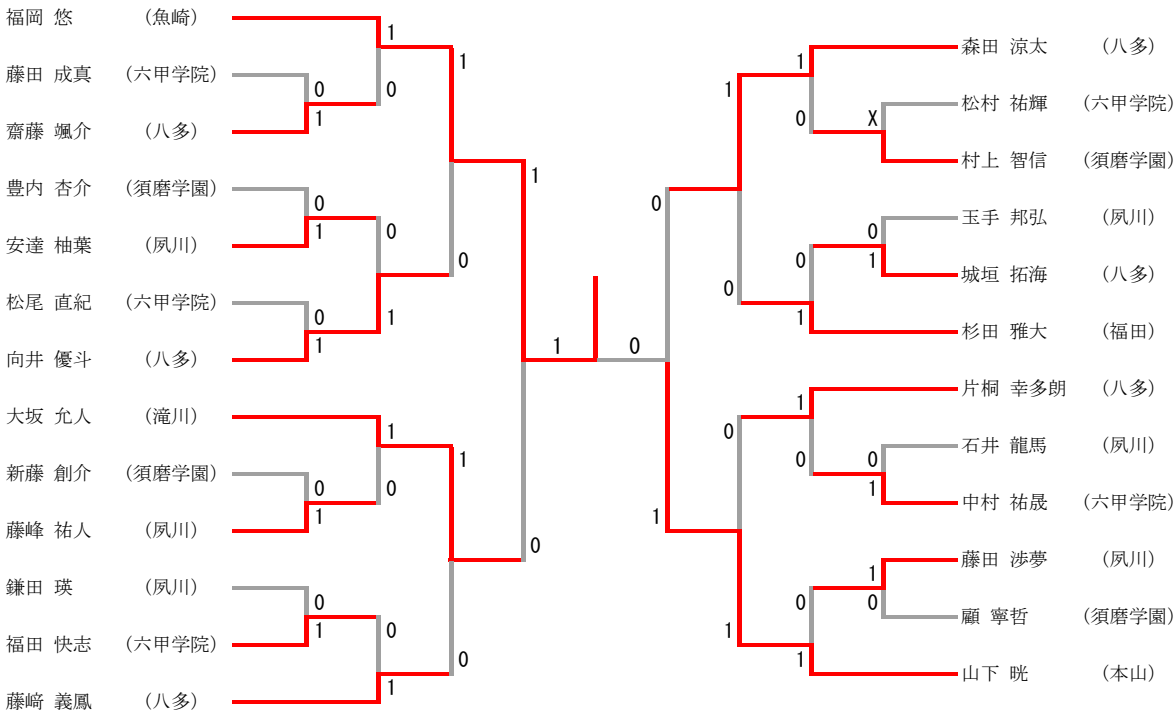 福岡 悠 (魚崎)
藤田 成真 (六甲学院)
齋藤 颯介 (八多)
豊内 杏介 (須磨学園)
安達 柚葉 (夙川)
松尾 直紀 (六甲学院)
向井 優斗 (八多)
大坂 允人 (滝川)
新藤 創介 (須磨学園)
藤峰 祐人 (夙川)
鎌田 瑛 (夙川)
福田 快志 (六甲学院)
藤﨑 義鳳 (八多)
1
0
0
1
1
0
1
0
0
0
1
1
1
1
0
0
1
1
0
0
1
0
1
0
1
0
森田 涼太 (八多)
松村 祐輝 (六甲学院)
村上 智信 (須磨学園)
玉手 邦弘 (夙川)
城垣 拓海 (八多)
杉田 雅大 (福田)
片桐 幸多朗 (八多)
石井 龍馬 (夙川)
中村 祐晟 (六甲学院)
藤田 渉夢 (夙川)
顧 寧哲 (須磨学園)
山下 晄 (本山)
1
1
0
X
0
0
0
1
0
1
1
0
0
0
1
1
1
1
0
0
1